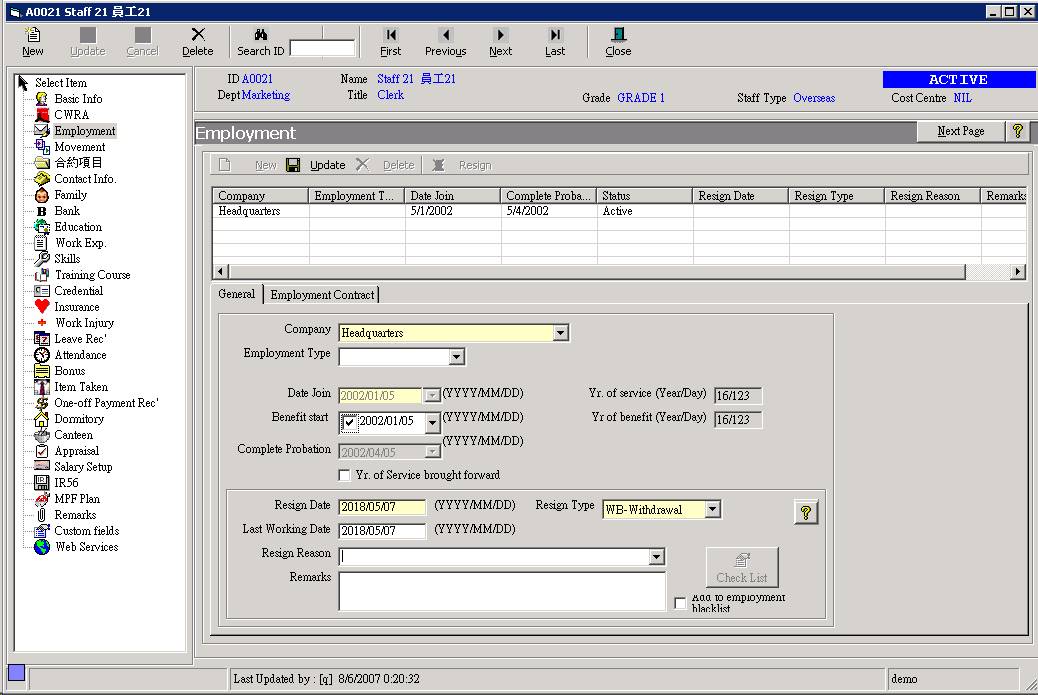 A0021 Staff 21 員工21
New Update Cancel Delete Search ID First Previous Next Last Close
Select Item
Basic Info
CWRA
Employment
Movement
合約項目
Contact Info.
Family
Bank
Education
Work Exp.
Skills
Training Course
Credential
Insurance
Work Injury
Leave Rec'
Attendance
Bonus
Item Taken
One-off Payment Rec'
Dormitory
Canteen
Appraisal
Salary Setup
IR56
MPF Plan
Remarks
Custom fields
Web Services
ID A0021 Name Staff 21 員工21 ACTIVE
Dept Marketing Title Clerk Grade GRADE 1 Staff Type Overseas Cost Centre NIL
Employment Next Page ?
New Update Delete Resign
Company Employment T... Date Join Complete Proba... Status Resign Date Resign Type Resign Reason Remarks
Headquarters 5/1/2002 5/4/2002 Active
General Employment Contract
Company Headquarters
Employment Type
Date Join 2002/01/05 (YYYY/MM/DD) Yr. of service (Year/Day) 16/123
Benefit start 2002/01/05 (YYYY/MM/DD) Yr of benefit (Year/Day) 16/123
Complete Probation 2002/04/05 (YYYY/MM/DD)
Yr. of Service brought forward
Resign Date 2018/05/07 (YYYY/MM/DD) Resign Type WB-Withdrawal ?
Last Working Date 2018/05/07 (YYYY/MM/DD)
Resign Reason
Remarks Check List
Add to employment
blacklist
Last Updated by : [q] 8/6/2007 0:20:32 demo